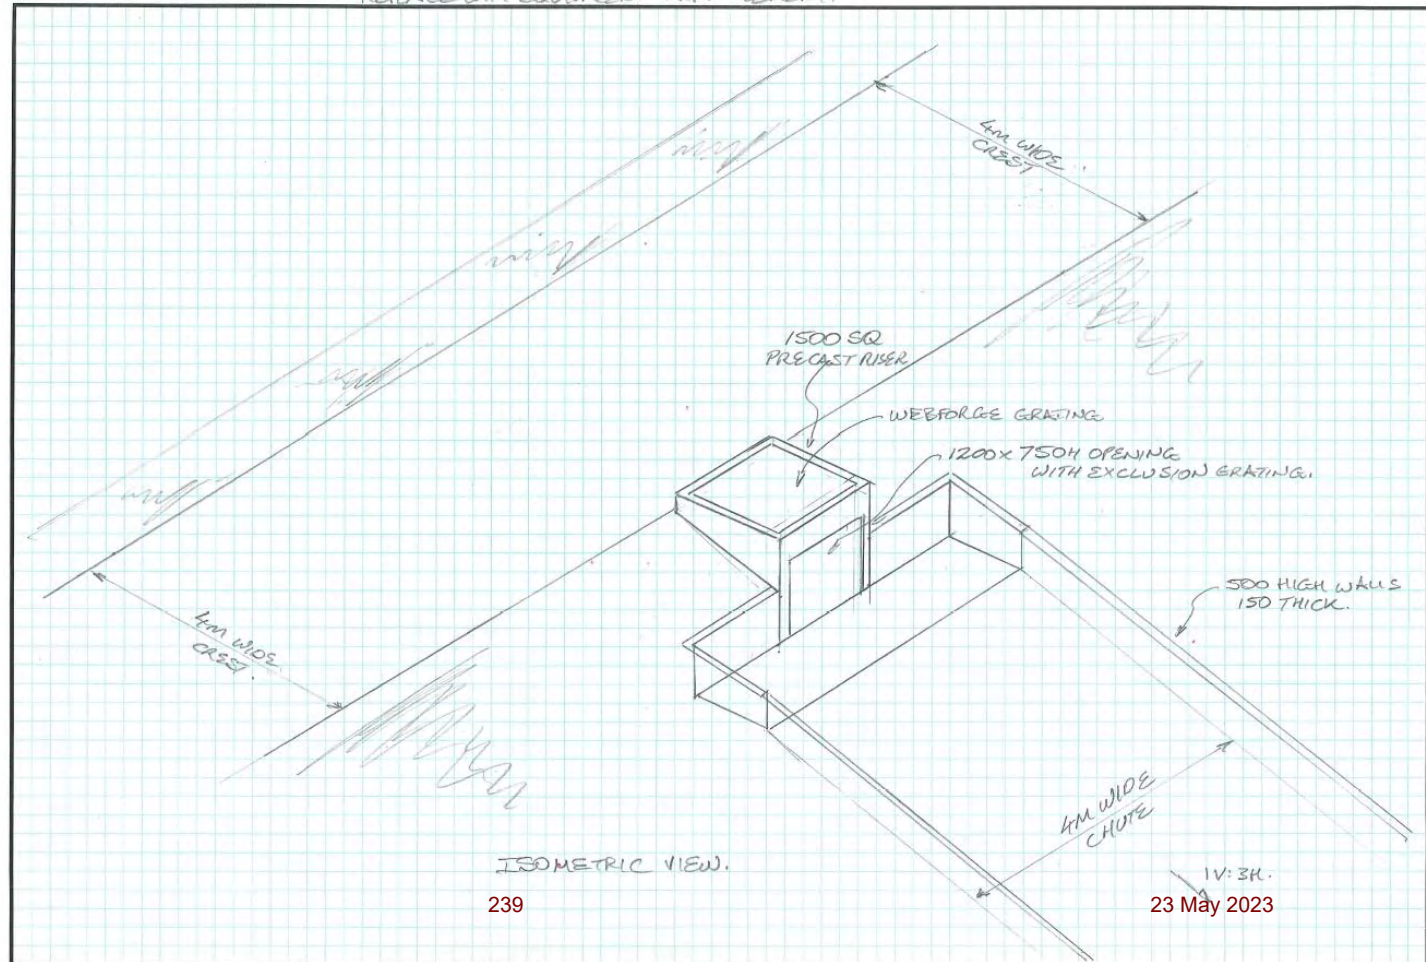 4M WIDE
CREST.
1500 SQ
PRECAST RISER
WEBFORGE GRATING
1200 x 750H OPENING
WITH EXCLUSION GRATING.
500 HIGH WALLS
150 THICK.
4M WIDE
CREST.
4M WIDE
CHUTE
ISOMETRIC VIEW.
1V:3H.
239
23 May 2023